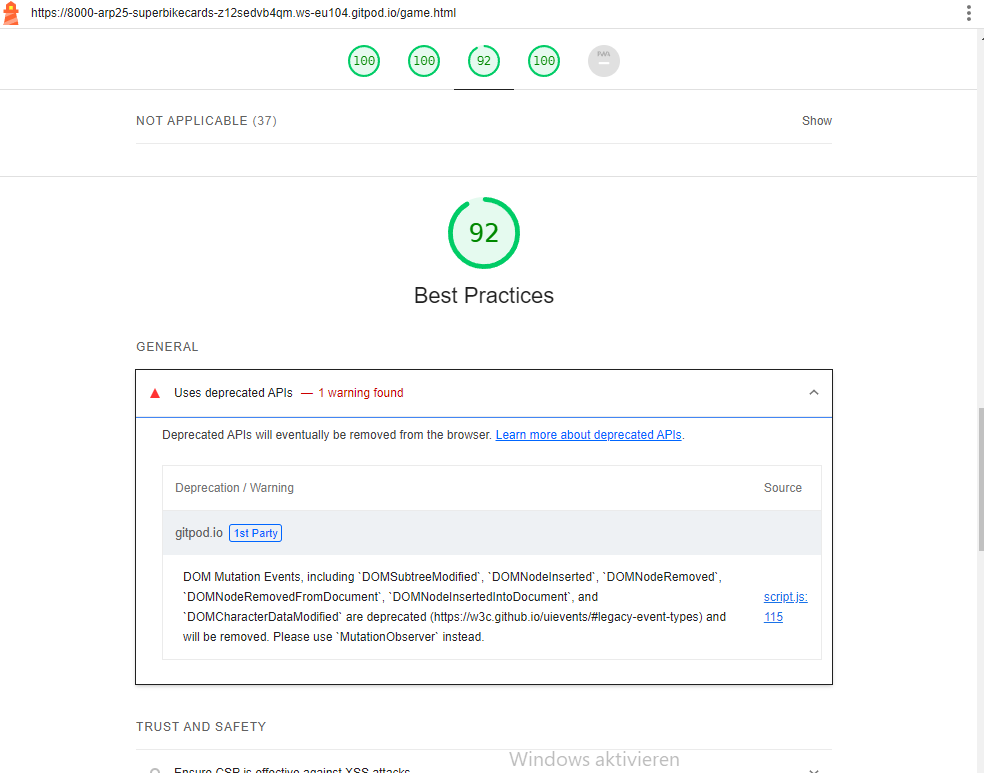 https://8000-arp25-superbikecards-z12sedvb4qm.ws-eu104.gitpod.io/game.html
100 100 92 100 PWA
NOT APPLICABLE (37) Show
92
Best Practices
GENERAL
Uses deprecated APIs — 1 warning found
Deprecated APIs will eventually be removed from the browser. Learn more about deprecated APIs.
Deprecation / Warning Source
gitpod.io 1st Party
DOM Mutation Events, including `DOMSubtreeModified`, `DOMNodeInserted`, `DOMNodeRemoved`,
`DOMNodeRemovedFromDocument`, `DOMNodeInsertedIntoDocument`, and script.js:
`DOMCharacterDataModified` are deprecated (https://w3c.github.io/uievents/#legacy-event-types) and 115
will be removed. Please use `MutationObserver` instead.
TRUST AND SAFETY
Windows aktivieren
Ensure CSP is effective against XSS attacks